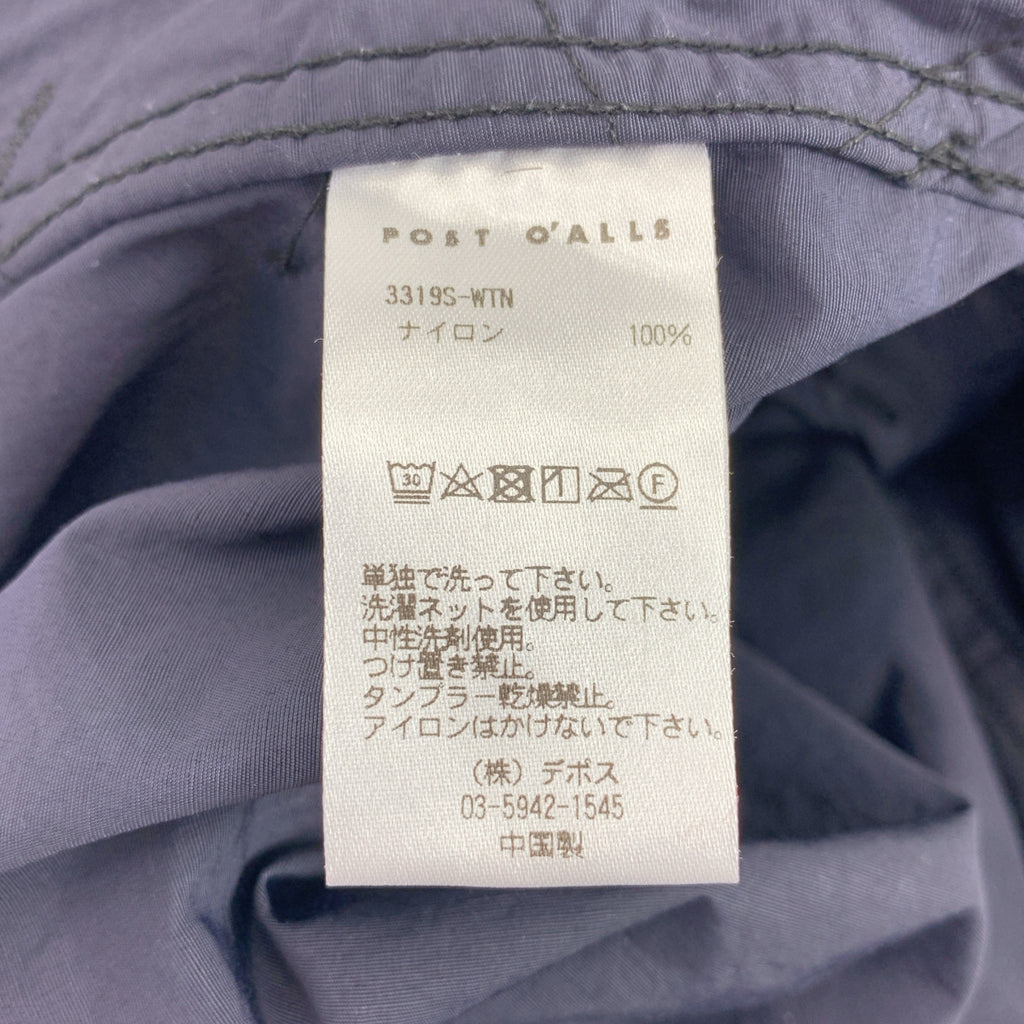 POST O'ALLS
3319S-WTN
ナイロン 100%
30 F
単独で洗って下さい。
洗濯ネットを使用して下さい。
中性洗剤使用。
つけ置き禁止。
タンブラー乾燥禁止。
アイロンはかけないで下さい。
(株) デポス
03-5942-1545
中国製